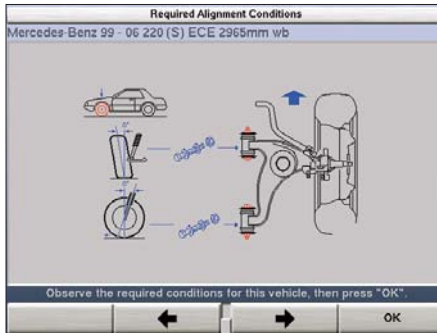 Required Alignment Conditions
Mercedes-Benz 99 - 06 220 (S) ECE 2965mm wb
Observe the required conditions for this vehicle, then press "OK".
OK